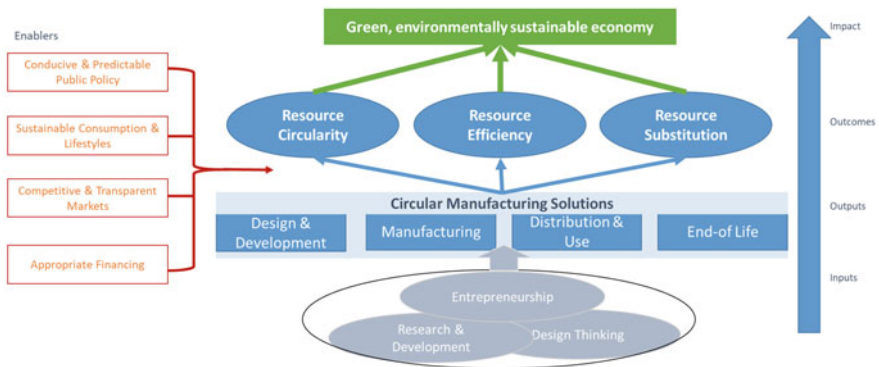 Green, environmentally sustainable economy
Impact
Enablers
Conducive & Predictable
Public Policy
Sustainable Consumption &
Lifestyles
Competitive & Transparent
Markets
Appropriate Financing
Resource
Circularity
Resource
Efficiency
Resource
Substitution
Outcomes
Circular Manufacturing Solutions
Design &
Development
Manufacturing
Distribution &
Use
End-of Life
Outputs
Inputs
Entrepreneurship
Research &
Development
Design Thinking